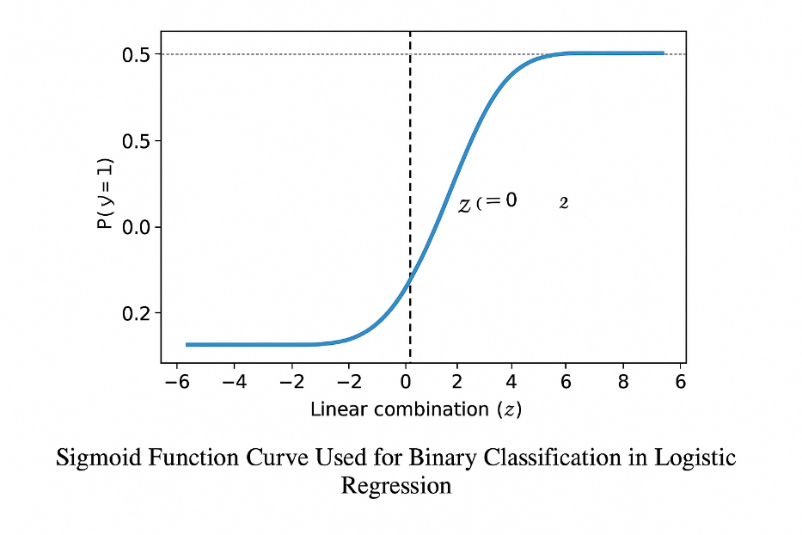 0.5
0.5
0.0
0.2
P(y=1)
z(=0 2
−6 −4 −2 −2 0 2 4 6 8 6
Linear combination (z)
Sigmoid Function Curve Used for Binary Classification in Logistic
Regression